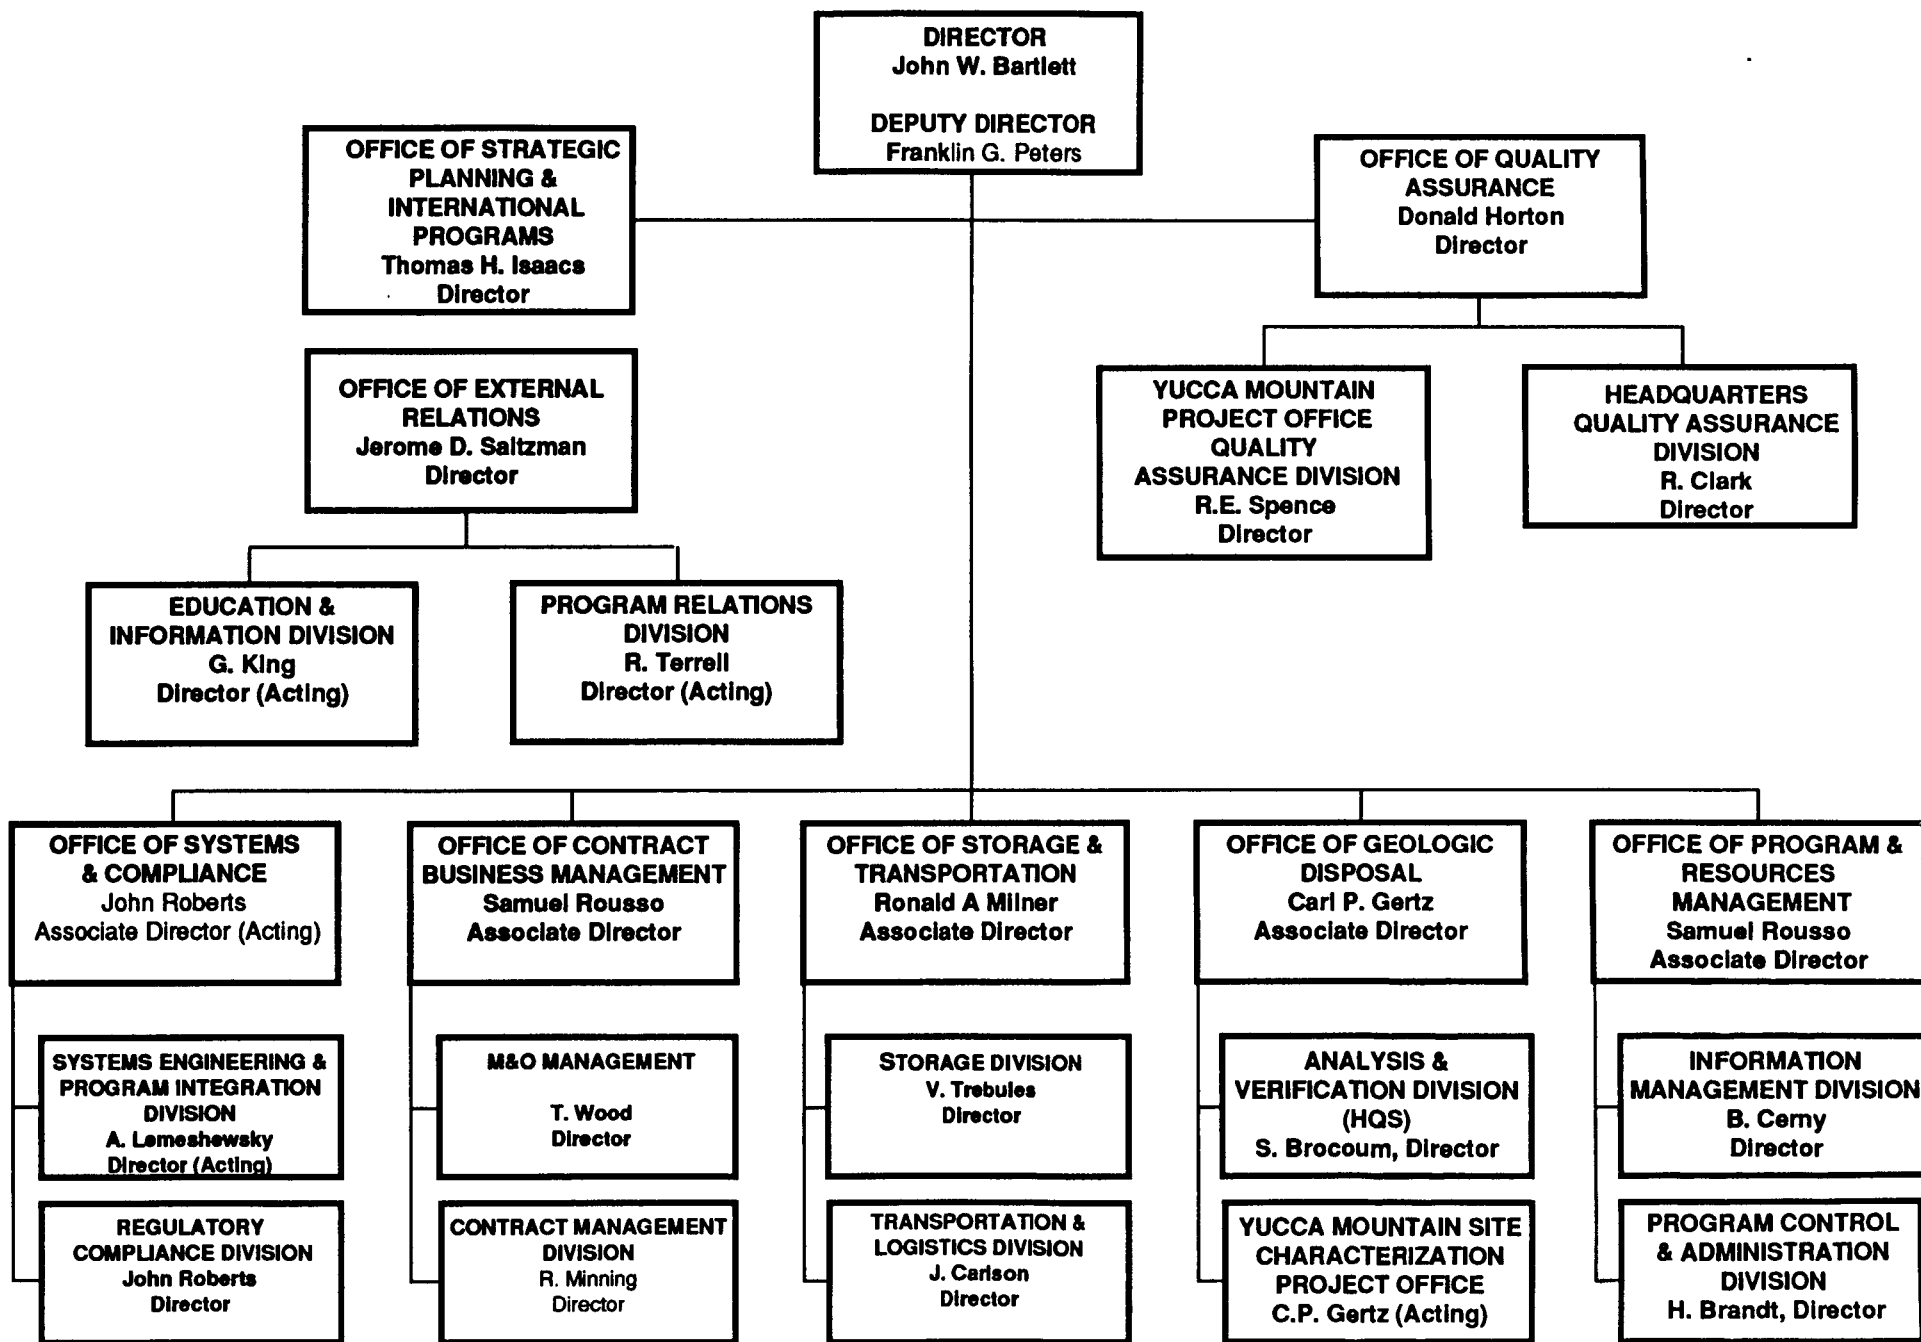 DIRECTOR
John W. Bartlett
DEPUTY DIRECTOR
Franklin G. Peters
OFFICE OF STRATEGIC
PLANNING &
INTERNATIONAL
PROGRAMS
Thomas H. Isaacs
Director
OFFICE OF QUALITY
ASSURANCE
Donald Horton
Director
OFFICE OF EXTERNAL
RELATIONS
Jerome D. Saltzman
Director
YUCCA MOUNTAIN
PROJECT OFFICE
QUALITY
ASSURANCE DIVISION
R.E. Spence
Director
HEADQUARTERS
QUALITY ASSURANCE
DIVISION
R. Clark
Director
EDUCATION &
INFORMATION DIVISION
G. King
Director (Acting)
PROGRAM RELATIONS
DIVISION
R. Terrell
Director (Acting)
OFFICE OF SYSTEMS
& COMPLIANCE
John Roberts
Associate Director (Acting)
OFFICE OF CONTRACT
BUSINESS MANAGEMENT
Samuel Rousso
Associate Director
OFFICE OF STORAGE &
TRANSPORTATION
Ronald A Milner
Associate Director
OFFICE OF GEOLOGIC
DISPOSAL
Carl P. Gertz
Associate Director
OFFICE OF PROGRAM &
RESOURCES
MANAGEMENT
Samuel Rousso
Associate Director
SYSTEMS ENGINEERING &
PROGRAM INTEGRATION
DIVISION
A. Lemeshewsky
Director (Acting)
M&O MANAGEMENT
T. Wood
Director
STORAGE DIVISION
V. Trebules
Director
ANALYSIS &
VERIFICATION DIVISION
(HQS)
S. Brocoum, Director
INFORMATION
MANAGEMENT DIVISION
B. Cerny
Director
REGULATORY
COMPLIANCE DIVISION
John Roberts
Director
CONTRACT MANAGEMENT
DIVISION
R. Minning
Director
TRANSPORTATION &
LOGISTICS DIVISION
J. Carlson
Director
YUCCA MOUNTAIN SITE
CHARACTERIZATION
PROJECT OFFICE
C.P. Gertz (Acting)
PROGRAM CONTROL
& ADMINISTRATION
DIVISION
H. Brandt, Director